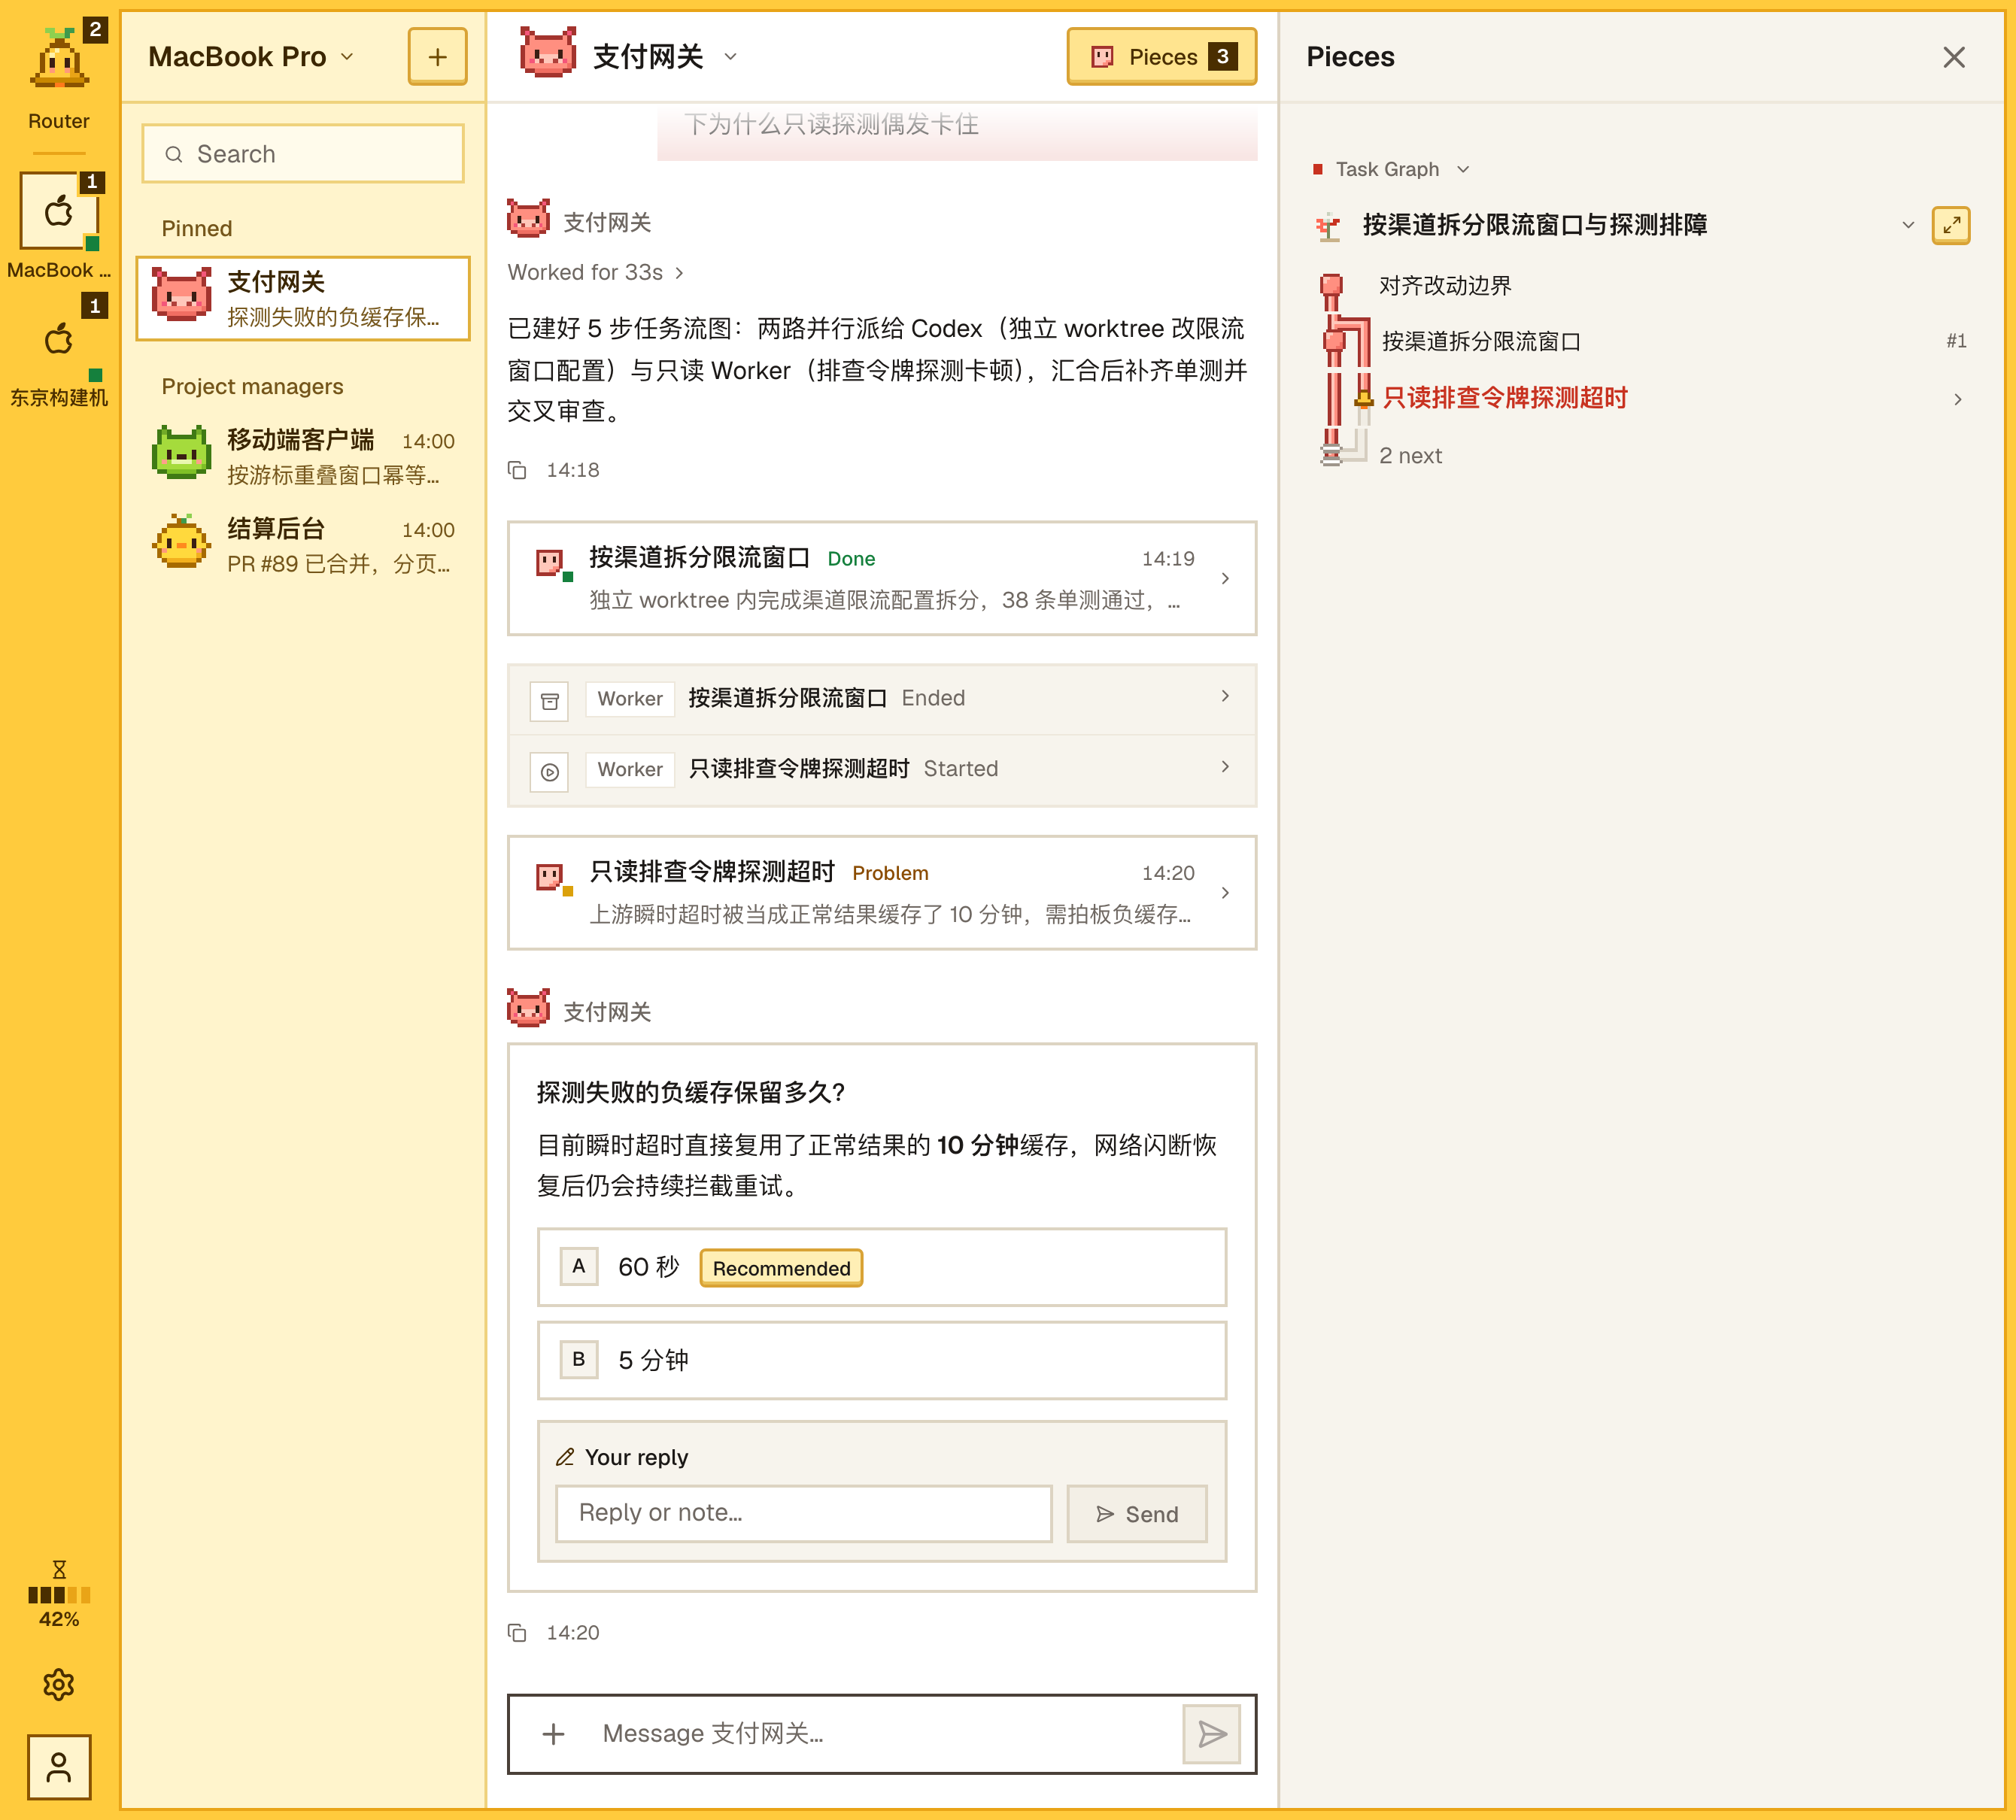 2
Router
1
MacBook ...
1
东京构建机
42%
MacBook Pro
Search
Pinned
支付网关
探测失败的负缓存保...
Project managers
移动端客户端 14:00
按游标重叠窗口幂等...
结算后台 14:00
PR #89 已合并，分页...
支付网关
Pieces 3
下为什么只读探测偶发卡住
支付网关
Worked for 33s
已建好 5 步任务流图：两路并行派给 Codex（独立 worktree 改限流
窗口配置）与只读 Worker（排查令牌探测卡顿），汇合后补齐单测并
交叉审查。
14:18
按渠道拆分限流窗口 Done 14:19
独立 worktree 内完成渠道限流配置拆分，38 条单测通过，...
Worker 按渠道拆分限流窗口 Ended
Worker 只读排查令牌探测超时 Started
只读排查令牌探测超时 Problem 14:20
上游瞬时超时被当成正常结果缓存了 10 分钟，需拍板负缓存...
支付网关
探测失败的负缓存保留多久？
目前瞬时超时直接复用了正常结果的 10 分钟缓存，网络闪断恢
复后仍会持续拦截重试。
A 60 秒 Recommended
B 5 分钟
Your reply
Reply or note...
Send
14:20
Message 支付网关...
Pieces
Task Graph
按渠道拆分限流窗口与探测排障
对齐改动边界
按渠道拆分限流窗口 #1
只读排查令牌探测超时
2 next